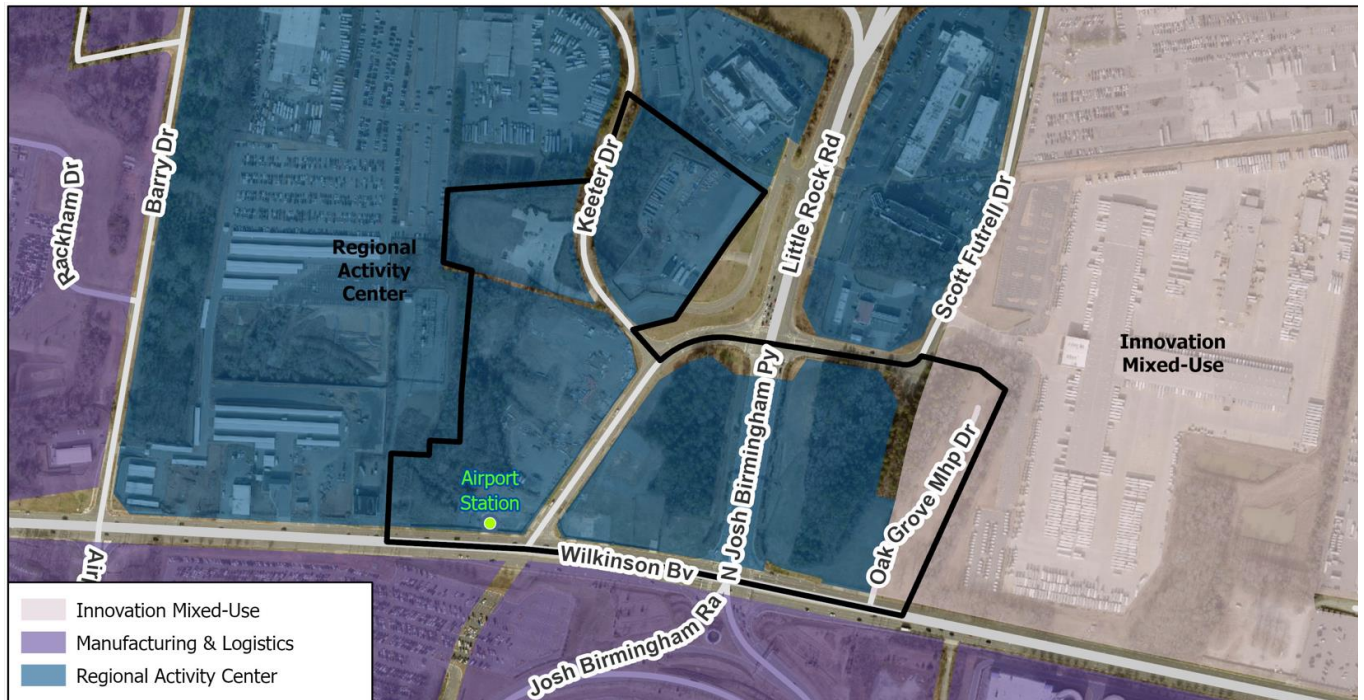 Rackham Dr
Barry Dr
Keeter Dr
Little Rock Rd
Scott Futrell Dr
Regional
Activity
Center
Innovation
Mixed-Use
N Josh Birmingham Py
Oak Grove Mhp Dr
Airport
Station
Wilkinson Bv
Josh Birmingham Ra
Innovation Mixed-Use
Manufacturing & Logistics
Regional Activity Center